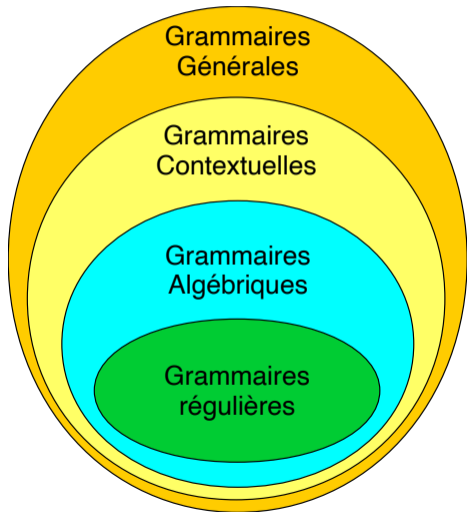 Grammaires
Générales
Grammaires
Contextuelles
Grammaires
Algébriques
Grammaires
régulières